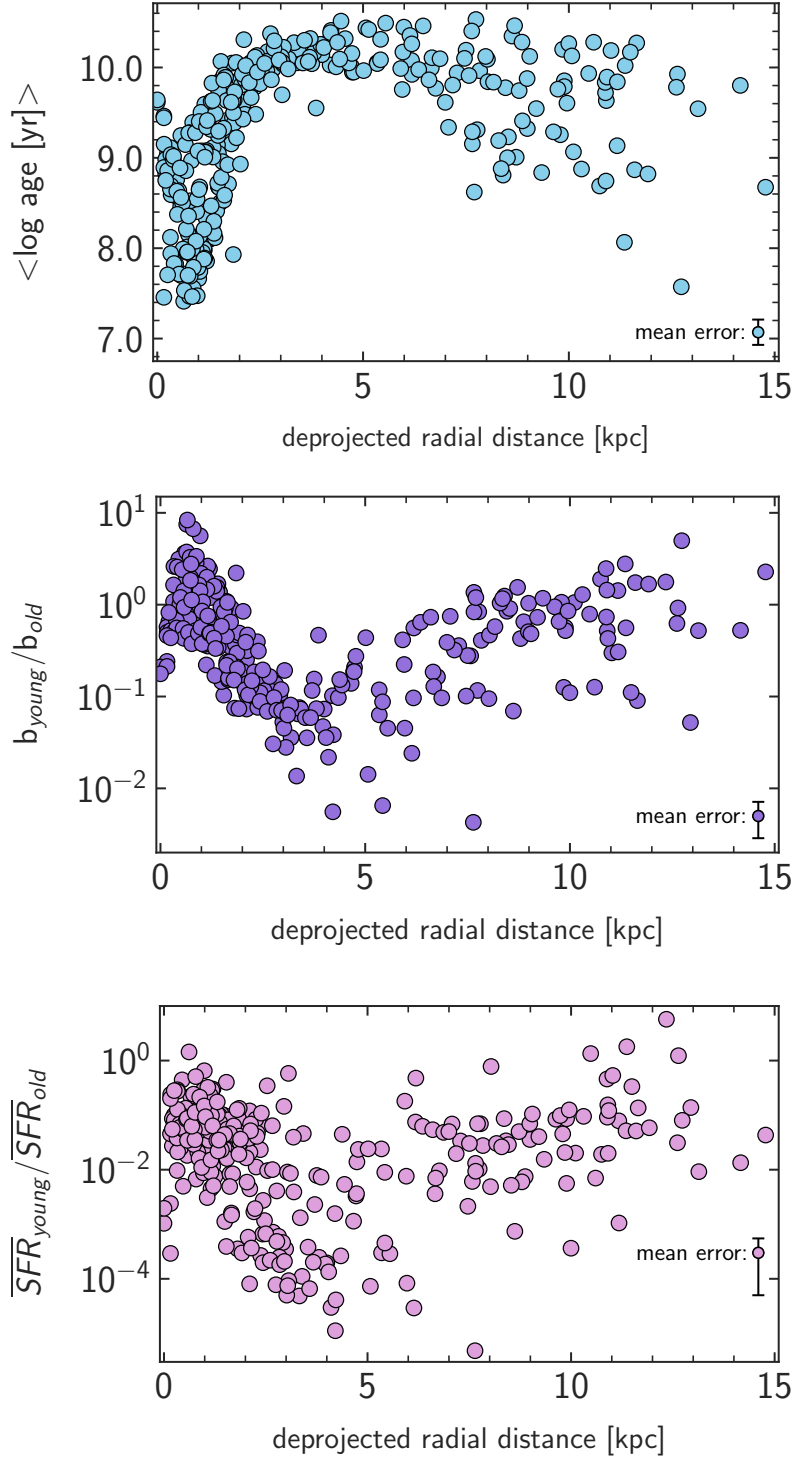 <log age [yr]>
10.0
9.0
8.0
7.0
mean error:
0 5 10 15
deprojected radial distance [kpc]
b_young/b_old
10^1
10^0
10^−1
10^−2
mean error:
0 5 10 15
deprojected radial distance [kpc]
S̅F̅R̅_young/S̅F̅R̅_old
10^0
10^−2
10^−4
mean error:
0 5 10 15
deprojected radial distance [kpc]